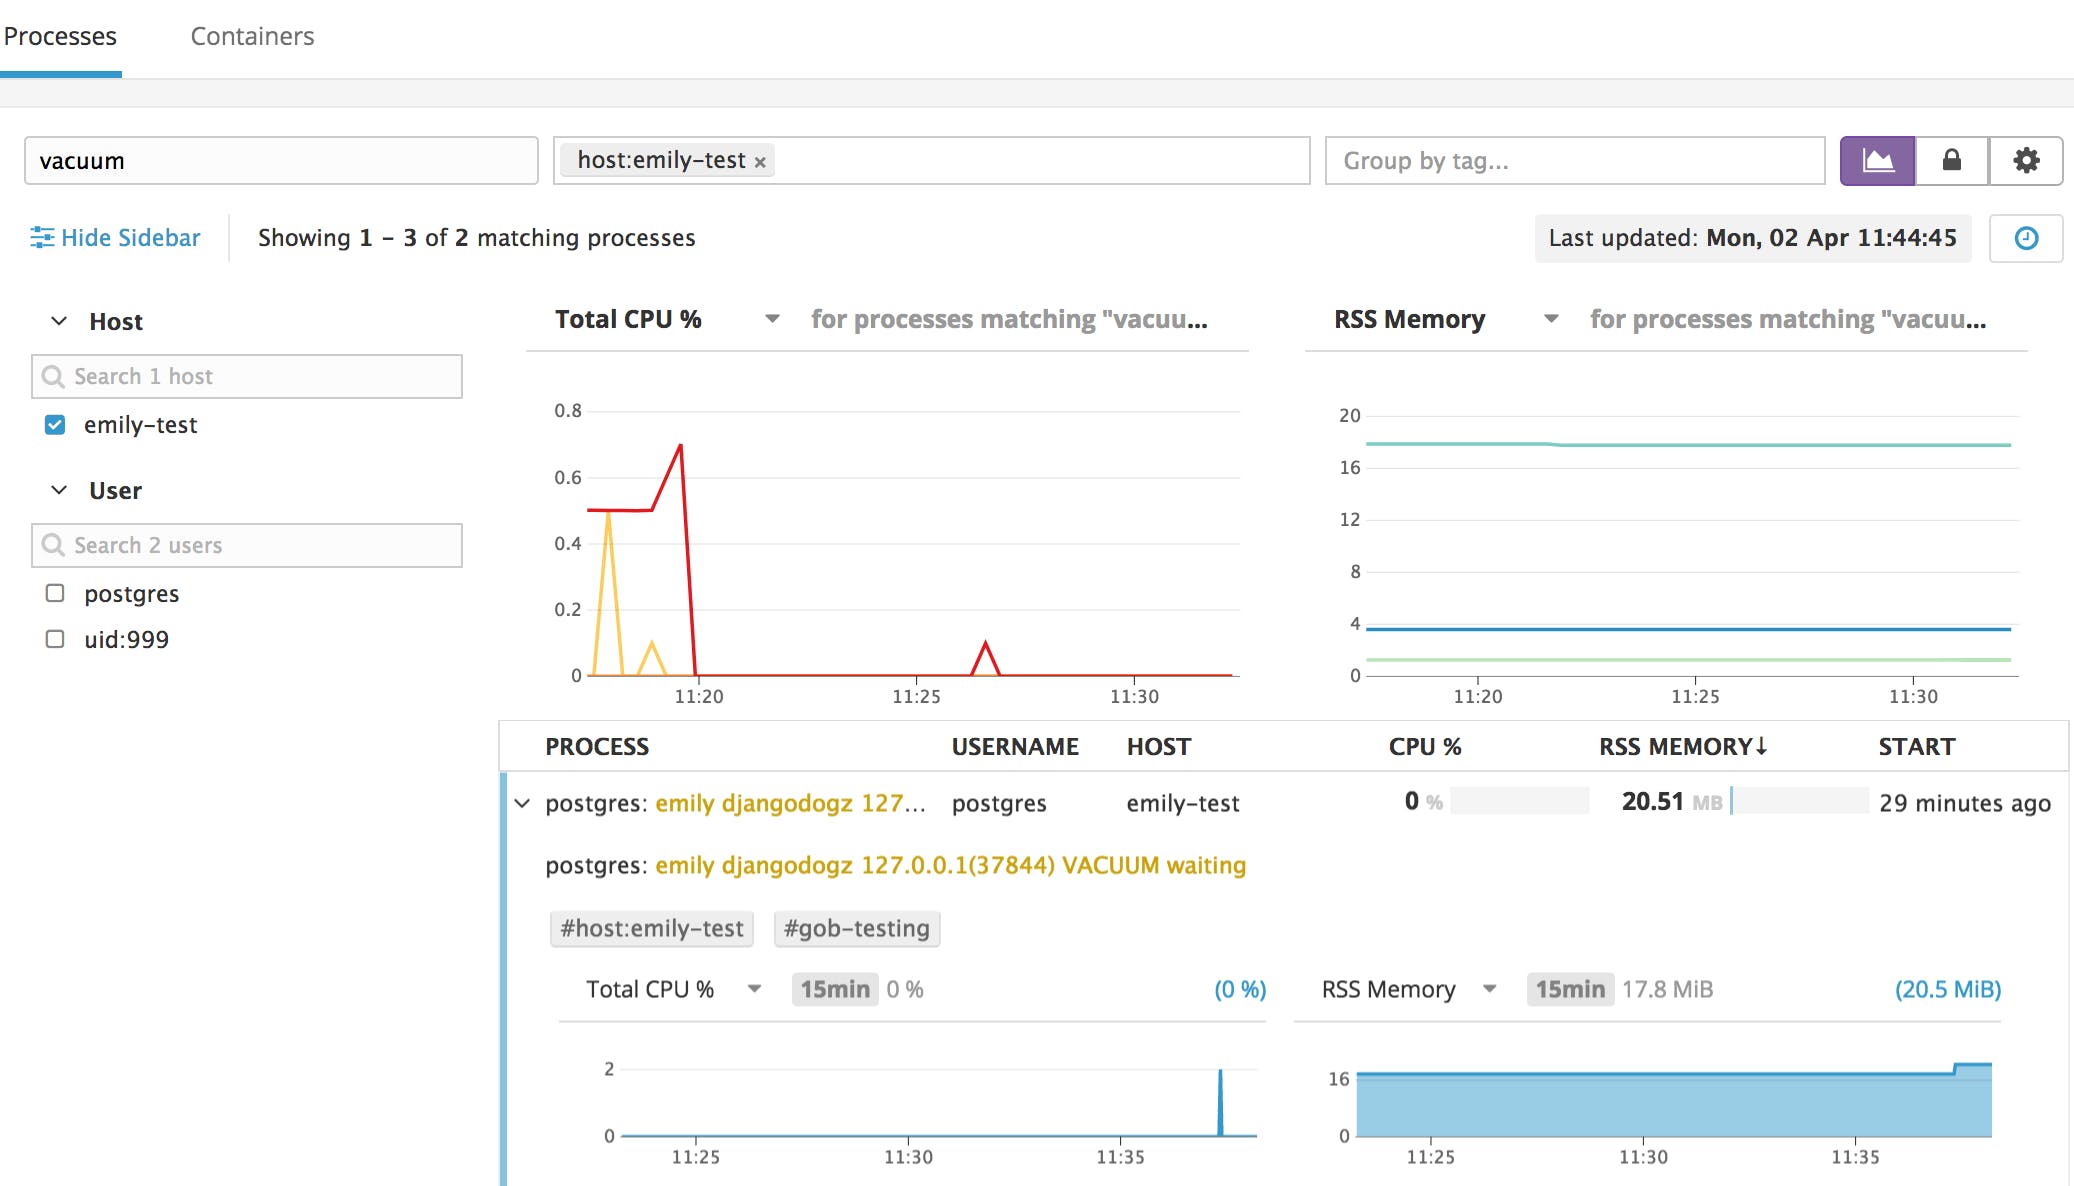 Processes Containers
vacuum host:emily-test × Group by tag...
Hide Sidebar Showing 1 – 3 of 2 matching processes Last updated: Mon, 02 Apr 11:44:45
Host
Search 1 host
emily-test
User
Search 2 users
postgres
uid:999
Total CPU % for processes matching "vacuu...
0.8
0.6
0.4
0.2
0
11:20 11:25 11:30
RSS Memory for processes matching "vacuu...
20
16
12
8
4
0
11:20 11:25 11:30
PROCESS USERNAME HOST CPU % RSS MEMORY↓ START
postgres: emily djangodogz 127... postgres emily-test 0 % 20.51 MB 29 minutes ago
postgres: emily djangodogz 127.0.0.1(37844) VACUUM waiting
#host:emily-test #gob-testing
Total CPU % 15min 0 % (0 %)
2
0
11:25 11:30 11:35
RSS Memory 15min 17.8 MiB (20.5 MiB)
16
0
11:25 11:30 11:35